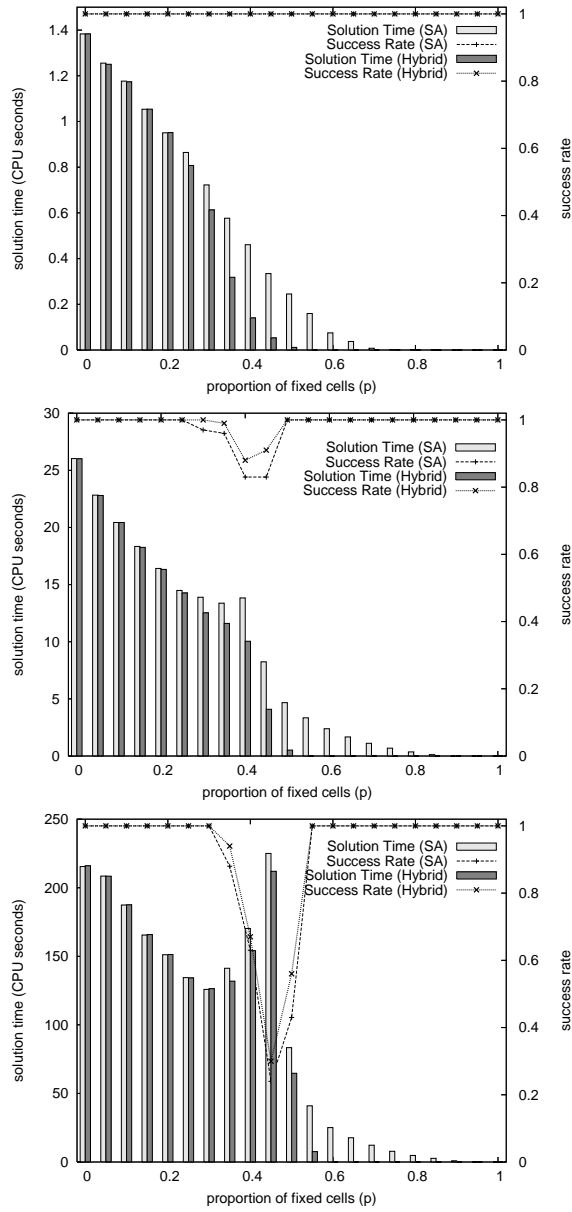 Solution Time (SA)
Success Rate (SA)
Solution Time (Hybrid)
Success Rate (Hybrid)
solution time (CPU seconds)
1.4
1.2
1
0.8
0.6
0.4
0.2
0
1
0.8
0.6
0.4
0.2
0
success rate
0 0.2 0.4 0.6 0.8 1
proportion of fixed cells (p)
Solution Time (SA)
Success Rate (SA)
Solution Time (Hybrid)
Success Rate (Hybrid)
solution time (CPU seconds)
30
25
20
15
10
5
0
1
0.8
0.6
0.4
0.2
0
success rate
0 0.2 0.4 0.6 0.8 1
proportion of fixed cells (p)
Solution Time (SA)
Success Rate (SA)
Solution Time (Hybrid)
Success Rate (Hybrid)
solution time (CPU seconds)
250
200
150
100
50
0
1
0.8
0.6
0.4
0.2
0
success rate
0 0.2 0.4 0.6 0.8 1
proportion of fixed cells (p)